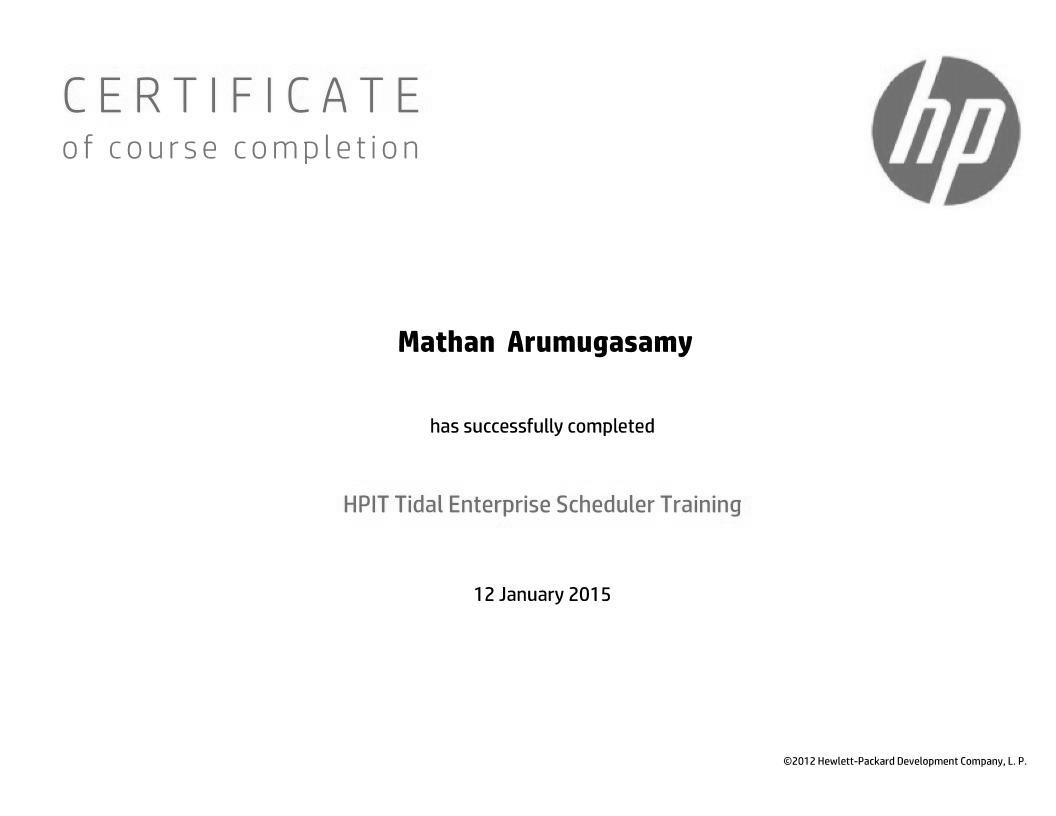 CERTIFICATE
of course completion
hp
Mathan Arumugasamy
has successfully completed
HPIT Tidal Enterprise Scheduler Training
12 January 2015
©2012 Hewlett-Packard Development Company, L. P.